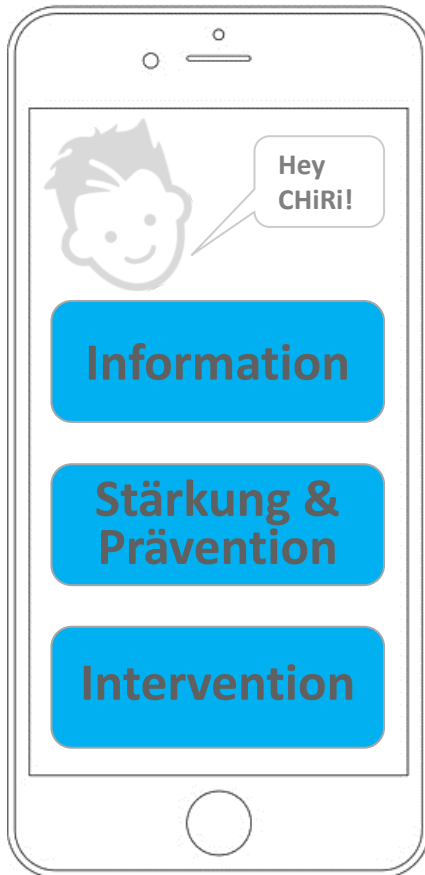 Hey
CHiRi!
Information
Stärkung &
Prävention
Intervention